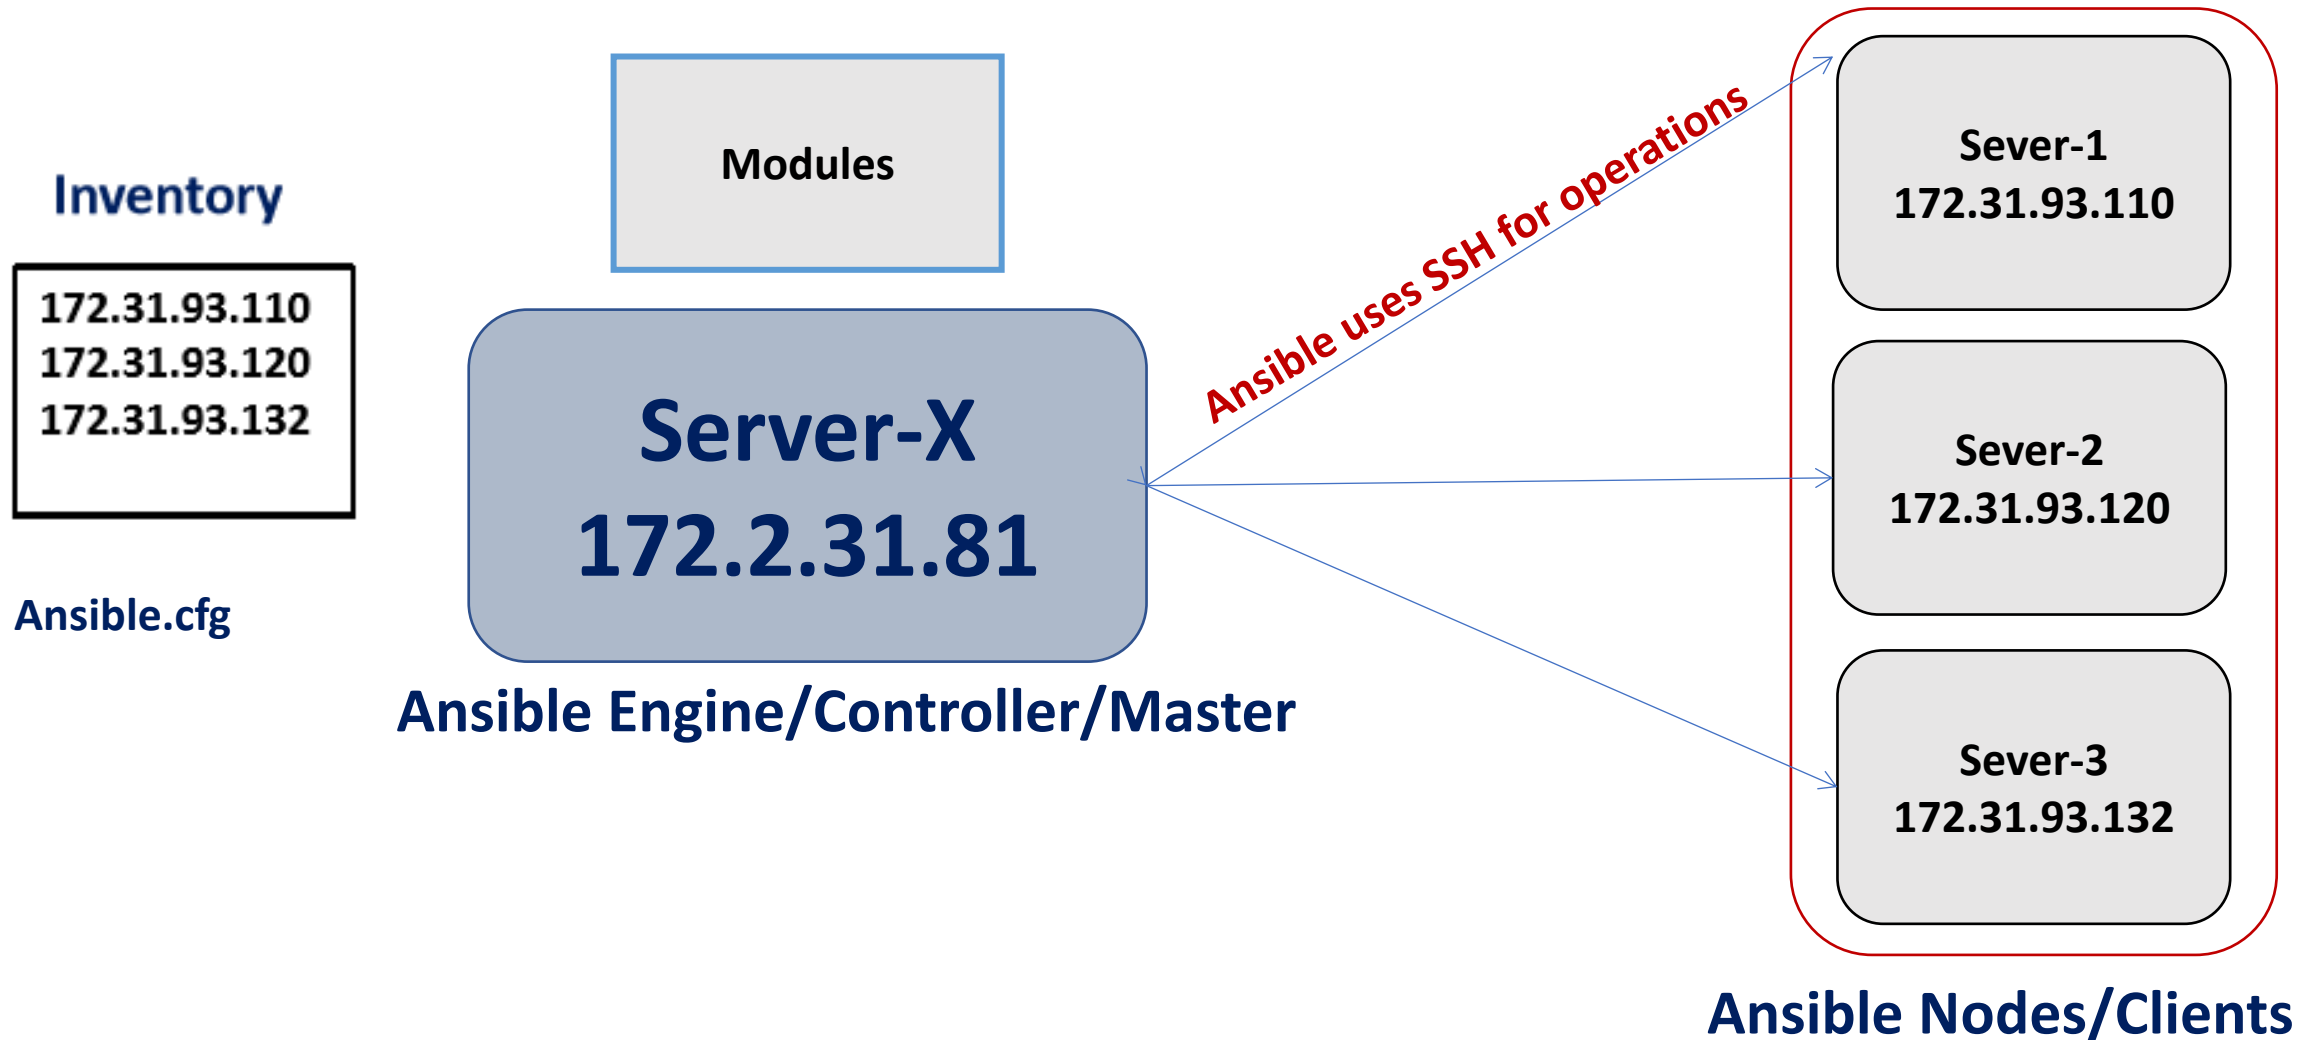 Inventory
172.31.93.110
172.31.93.120
172.31.93.132
Ansible.cfg
Modules
Server-X
172.2.31.81
Ansible Engine/Controller/Master
Ansible uses SSH for operations
Sever-1
172.31.93.110
Sever-2
172.31.93.120
Sever-3
172.31.93.132
Ansible Nodes/Clients